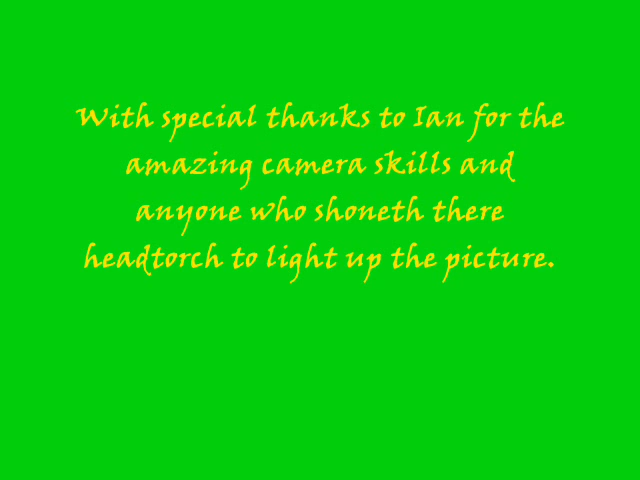 With special thanks to Ian for the
amazing camera skills and
anyone who shoneth there
headtorch to light up the picture.